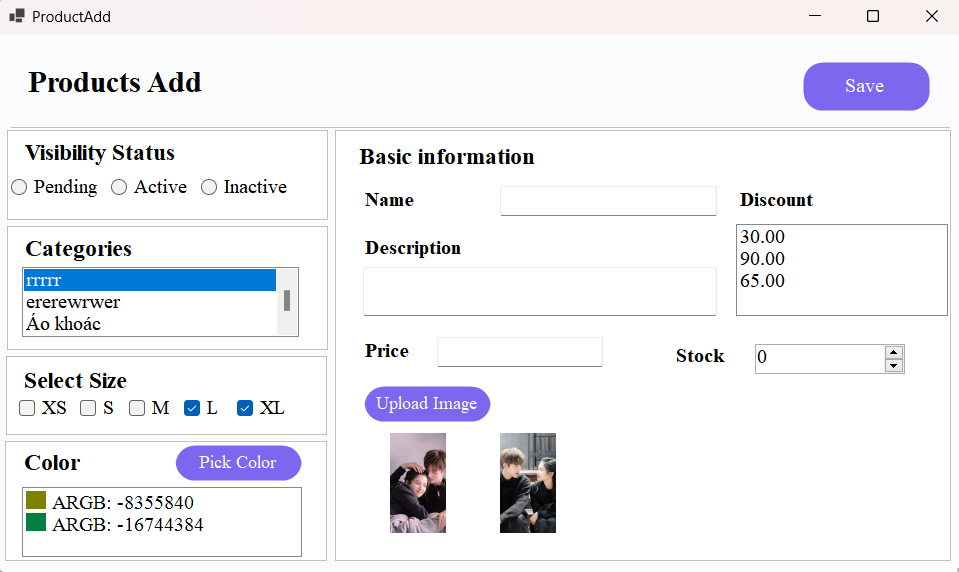 ProductAdd
Products Add
Save
Visibility Status
Pending Active Inactive
Categories
rrrrr
ererewrwer
Áo khoác
Select Size
XS S M L XL
Color
Pick Color
ARGB: -8355840
ARGB: -16744384
Basic information
Name
Discount
30.00
90.00
65.00
Description
Price
Stock
0
Upload Image